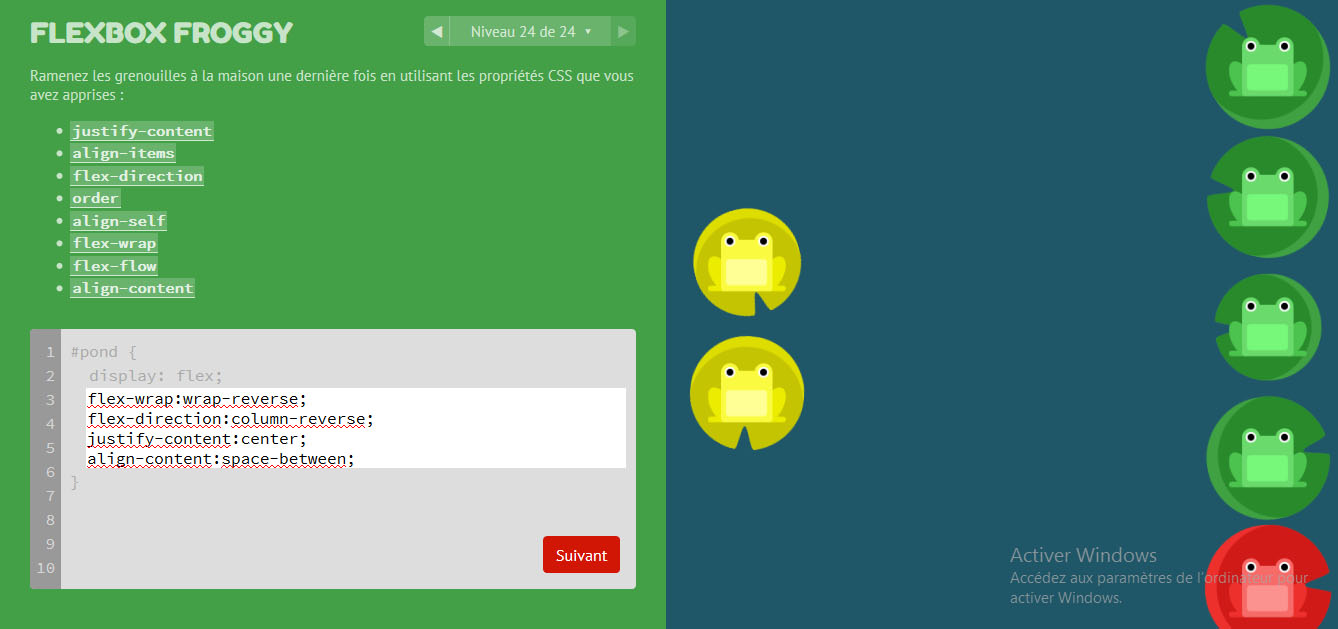 FLEXBOX FROGGY
◀ Niveau 24 de 24 ▾ ▶
Ramenez les grenouilles à la maison une dernière fois en utilisant les propriétés CSS que vous
avez apprises :
• justify-content
• align-items
• flex-direction
• order
• align-self
• flex-wrap
• flex-flow
• align-content
1 #pond {
2 display: flex;
3 flex-wrap:wrap-reverse;
4 flex-direction:column-reverse;
5 justify-content:center;
6 align-content:space-between;
7 }
8
9
10
Suivant
Activer Windows
Accédez aux paramètres de l'ordinateur pour
activer Windows.